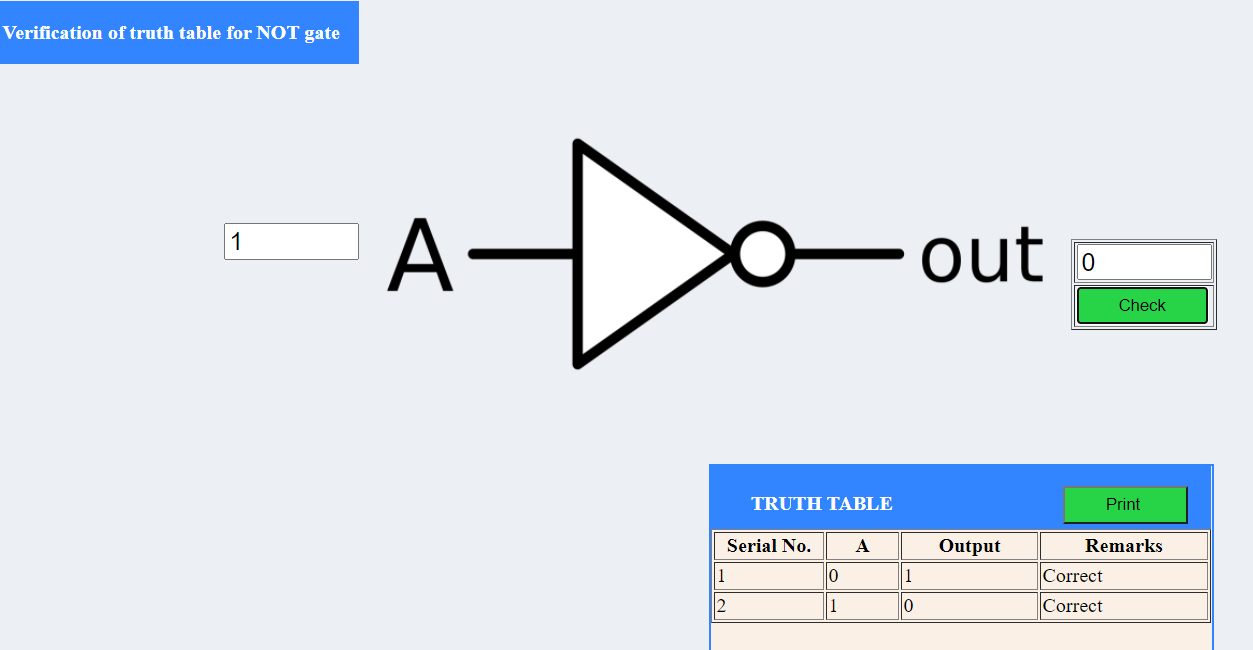 Verification of truth table for NOT gate
1
A
out
0
Check
TRUTH TABLE
Print
Serial No. A Output Remarks
1 0 1 Correct
2 1 0 Correct